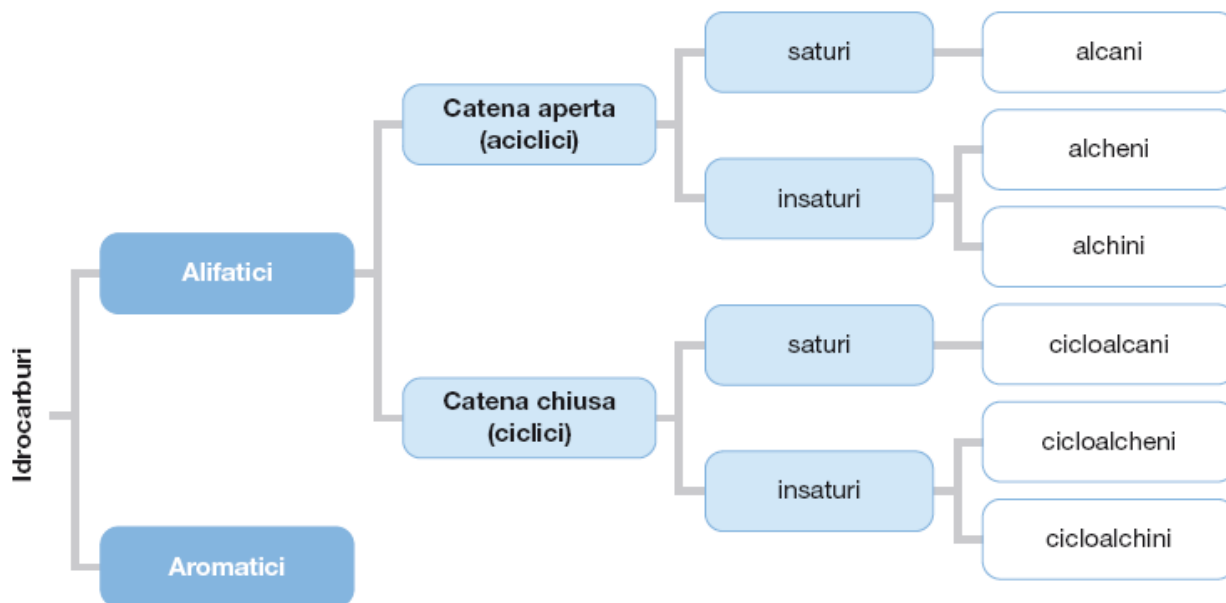 Idrocarburi
Alifatici
Catena aperta
(aciclici)
saturi
alcani
insaturi
alcheni
alchini
Catena chiusa
(ciclici)
saturi
cicloalcani
insaturi
cicloalcheni
cicloalchini
Aromatici